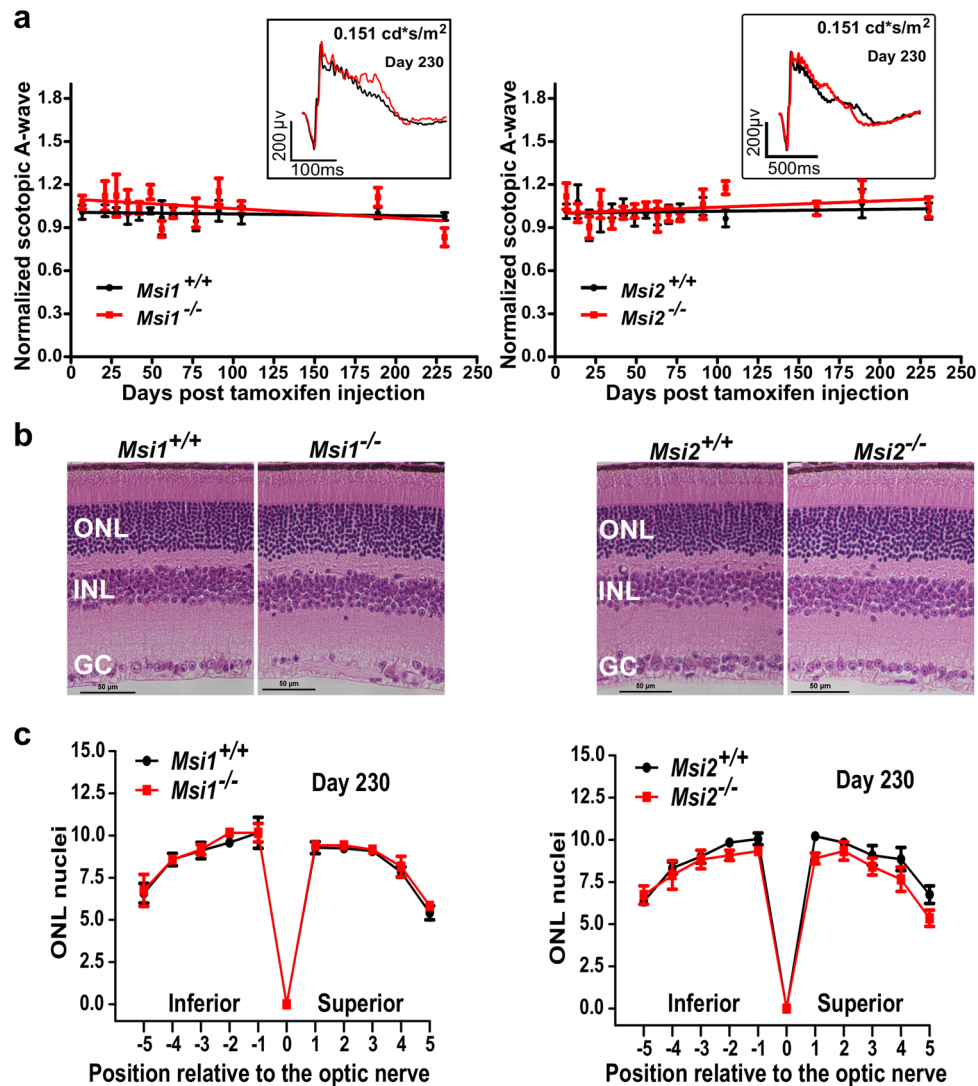 a
0.151 cd*s/m²
Day 230
200 µv
100ms
Normalized scotopic A-wave
1.8
1.5
1.2
0.9
0.6
0.3
0.0
Msi1 +/+
Msi1 -/-
0 25 50 75 100 125 150 175 200 225 250
Days post tamoxifen injection
0.151 cd*s/m²
Day 230
200µv
500ms
Normalized scotopic A-wave
1.8
1.5
1.2
0.9
0.6
0.3
0.0
Msi2 +/+
Msi2 -/-
0 25 50 75 100 125 150 175 200 225 250
Days post tamoxifen injection
b
Msi1+/+ Msi1-/-
ONL
INL
GC
50 µm 50 µm
Msi2+/+ Msi2-/-
ONL
INL
GC
50 µm 50 µm
c
ONL nuclei
15.0
12.5
10.0
7.5
5.0
2.5
0.0
Msi1+/+
Msi1-/-
Day 230
Inferior Superior
-5 -4 -3 -2 -1 0 1 2 3 4 5
Position relative to the optic nerve
ONL nuclei
15.0
12.5
10.0
7.5
5.0
2.5
0.0
Msi2+/+
Msi2-/-
Day 230
Inferior Superior
-5 -4 -3 -2 -1 0 1 2 3 4 5
Position relative to the optic nerve